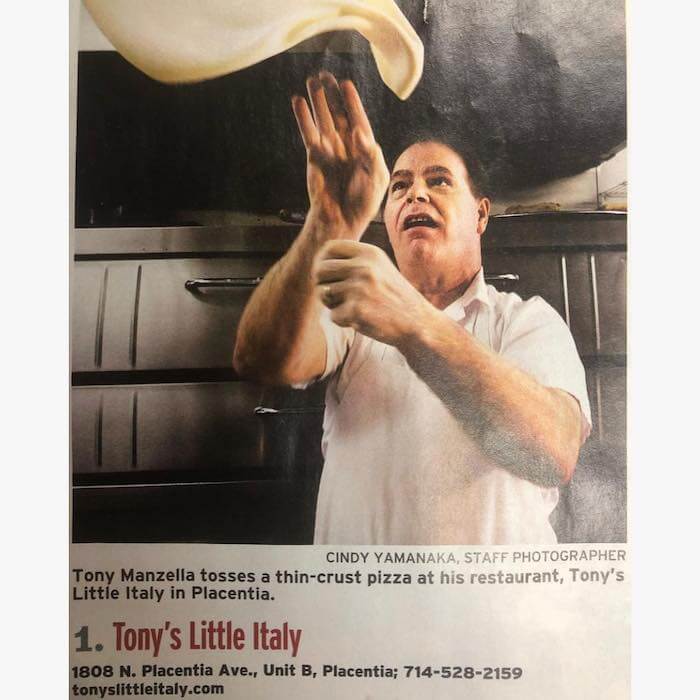 CINDY YAMANAKA, STAFF PHOTOGRAPHER
Tony Manzella tosses a thin-crust pizza at his restaurant, Tony's
Little Italy in Placentia.
1. Tony's Little Italy
1808 N. Placentia Ave., Unit B, Placentia; 714-528-2159
tonyslittleitaly.com